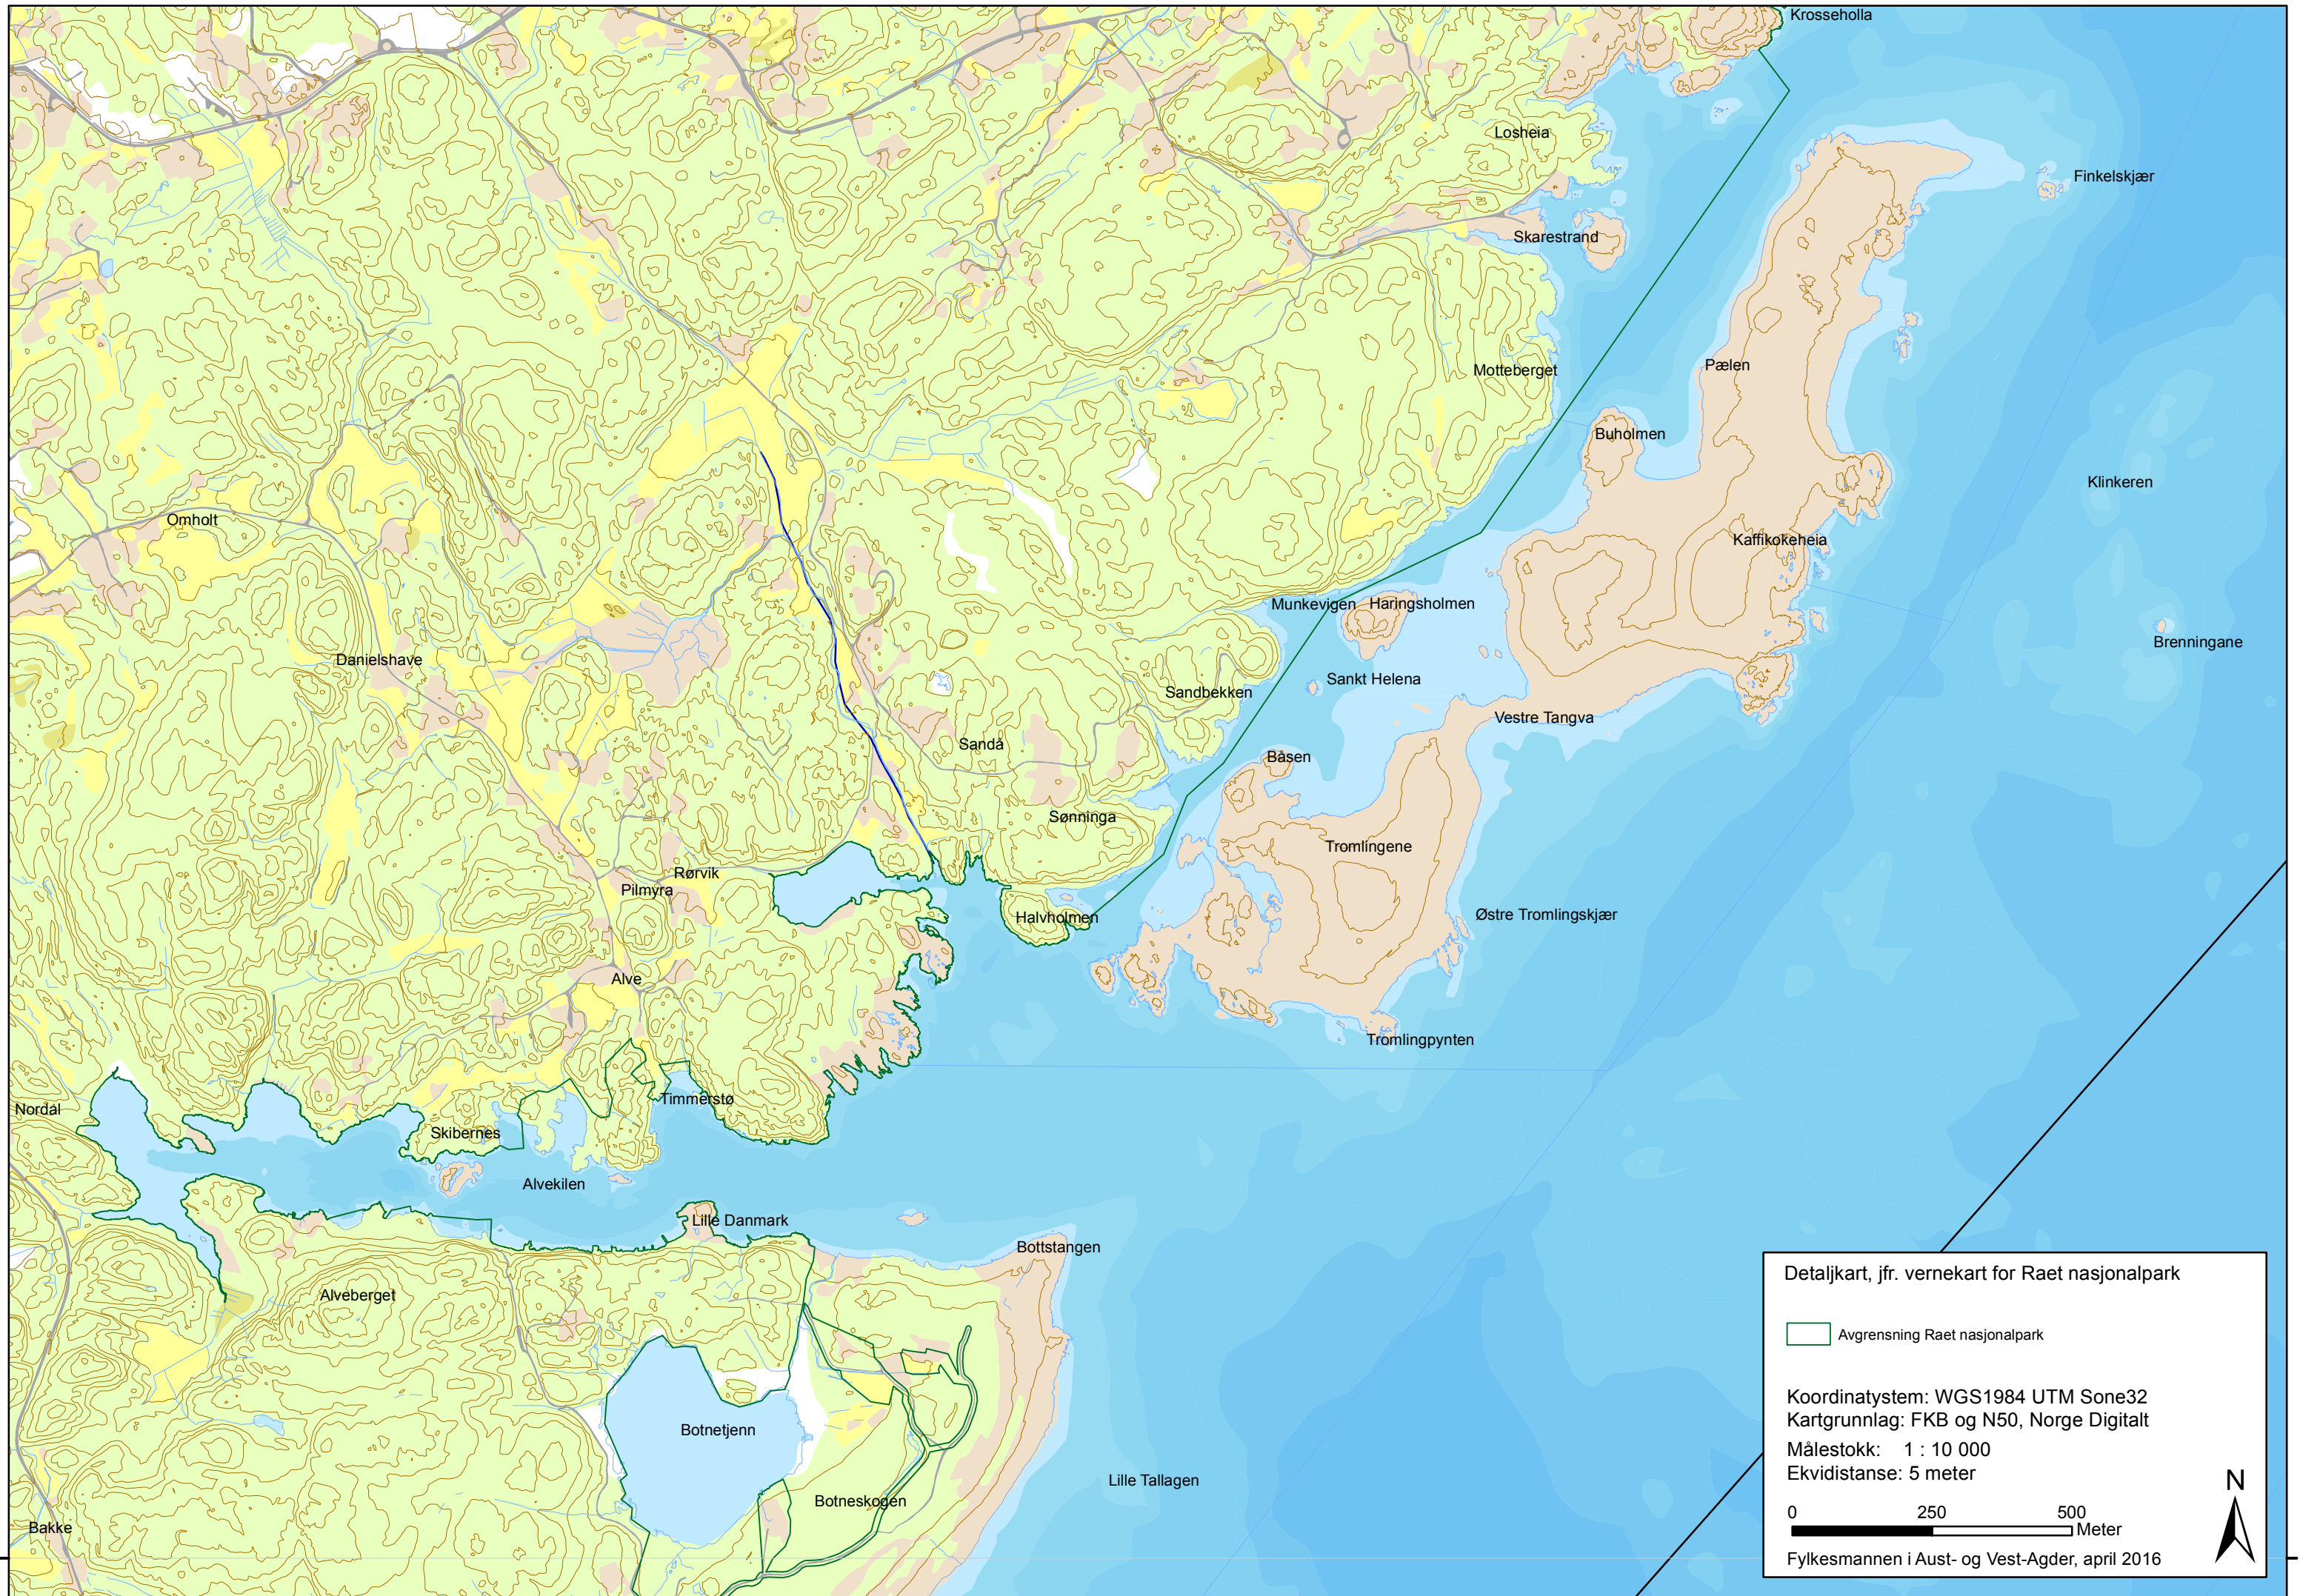 Krosseholla
Losheia
Finkelskjær
Skarestrand
Pælen
Motteberget
Buholmen
Klinkeren
Omholt
Kaffikokeheia
Munkevigen
Haringsholmen
Brenningane
Danielshave
Sankt Helena
Sandbekken
Vestre Tangva
Sandå
Båsen
Sønninga
Tromlingene
Rørvik
Pilmyra
Halvholmen
Østre Tromlingskjær
Alve
Tromlingpynten
Timmerstø
Nordal
Skibernes
Alvekilen
Lille Danmark
Bottstangen
Alveberget
Botnetjenn
Lille Tallagen
Botneskogen
Bakke
Detaljkart, jfr. vernekart for Raet nasjonalpark
Avgrensning Raet nasjonalpark
Koordinatystem: WGS1984 UTM Sone32
Kartgrunnlag: FKB og N50, Norge Digitalt
Målestokk: 1 : 10 000
Ekvidistanse: 5 meter
N
0 250 500
Meter
Fylkesmannen i Aust- og Vest-Agder, april 2016